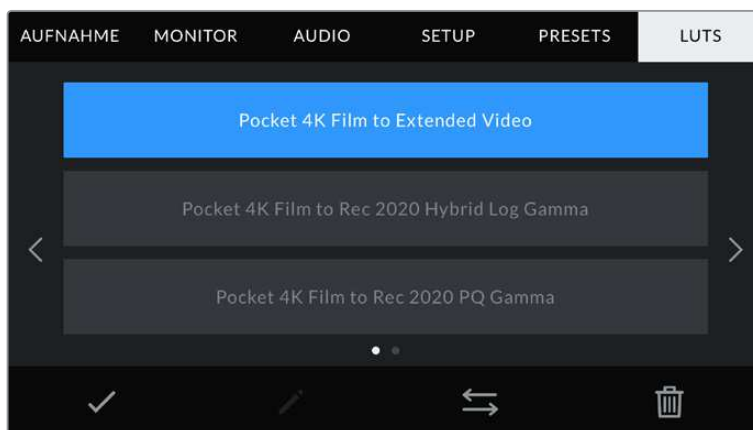 AUFNAHME MONITOR AUDIO SETUP PRESETS LUTS
Pocket 4K Film to Extended Video
Pocket 4K Film to Rec 2020 Hybrid Log Gamma
Pocket 4K Film to Rec 2020 PQ Gamma